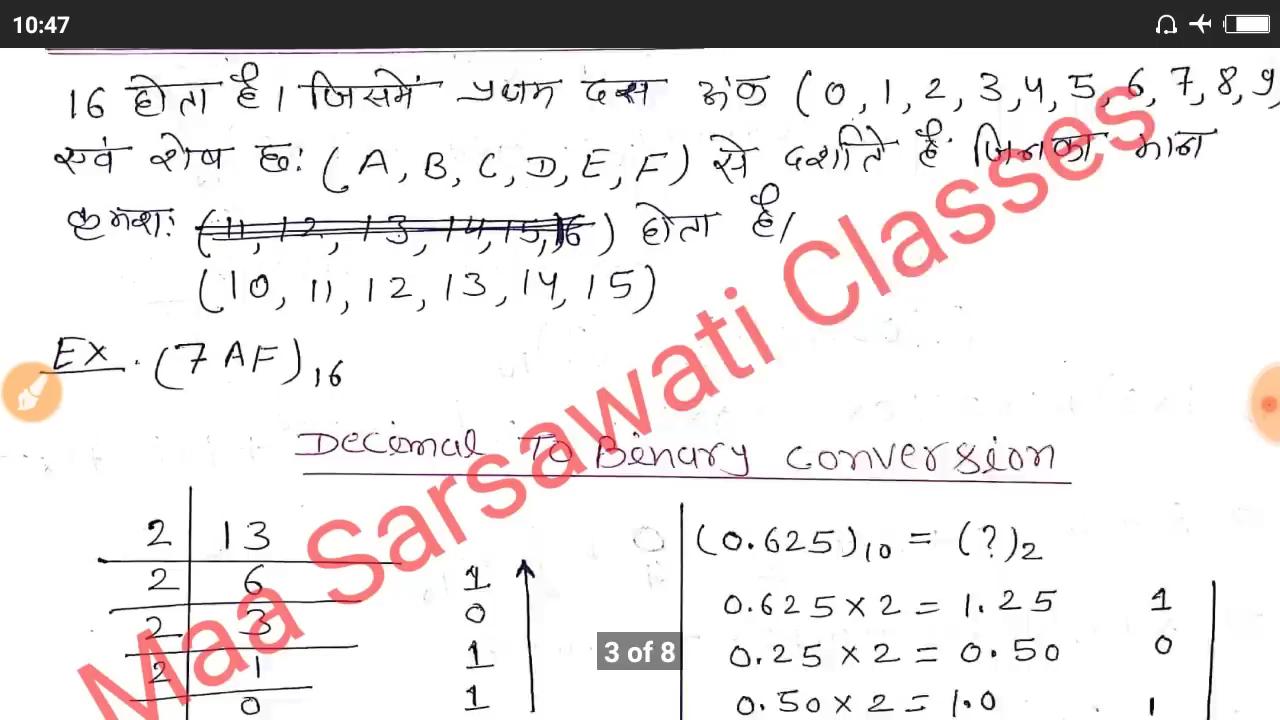 10:47
16 होता है। जिसमें प्रथम दस अंक (0, 1, 2, 3, 4, 5, 6, 7, 8, 9,
एवं शेष छः (A, B, C, D, E, F) से दर्शाते हैं जिनका मान
क्रमशः (11, 12, 13, 14, 15, 16) होता है।
(10, 11, 12, 13, 14, 15)
Ex. (7AF)16
Decimal To Binary conversion
2 13
2 6 1
2 3 0
2 1 1
0 1
(0.625)10 = (?)2
0.625 × 2 = 1.25 1
0.25 × 2 = 0.50 0
0.50 × 2 = 1.0 1
Maa Sarsawati Classes
3 of 8